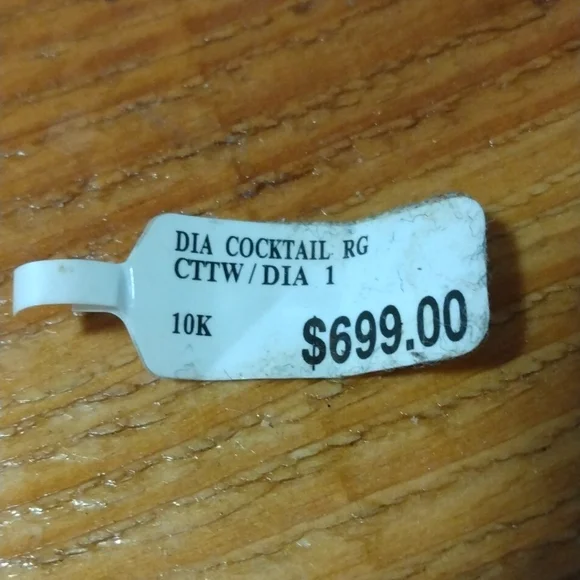 DIA COCKTAIL RG
CTTW/DIA 1
10K
$699.00